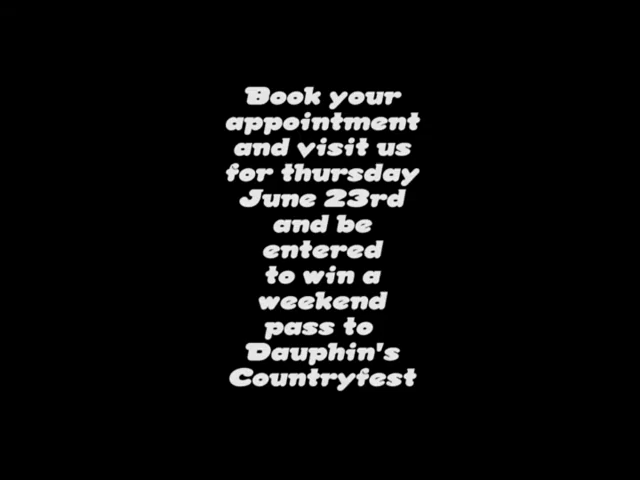 Book your
appointment
and visit us
for thursday
June 23rd
and be
entered
to win a
weekend
pass to
Dauphin's
Countryfest